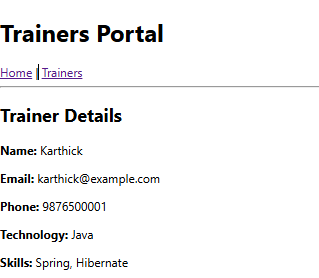 Trainers Portal
Home | Trainers
Trainer Details
Name: Karthick
Email: karthick@example.com
Phone: 9876500001
Technology: Java
Skills: Spring, Hibernate